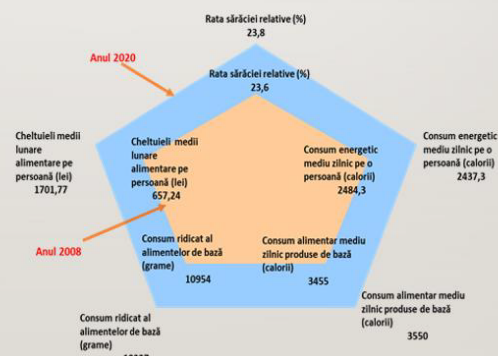 Rata sărăciei relative (%)
23,8
Anul 2020
Rata sărăciei relative (%)
23,6
Cheltuieli medii
lunare
alimentare pe
persoană (lei)
1701,77
Cheltuieli medii
lunare
alimentare pe
persoană (lei)
657,24
Consum energetic
mediu zilnic pe o
persoană (calorii)
2484,3
Consum energetic
mediu zilnic pe o
persoană (calorii)
2437,3
Anul 2008
Consum ridicat al
alimentelor de bază
(grame)
10954
Consum alimentar mediu
zilnic produse de bază
(calorii)
3455
Consum alimentar mediu
zilnic produse de bază
(calorii)
3550
Consum ridicat al
alimentelor de bază
(grame)